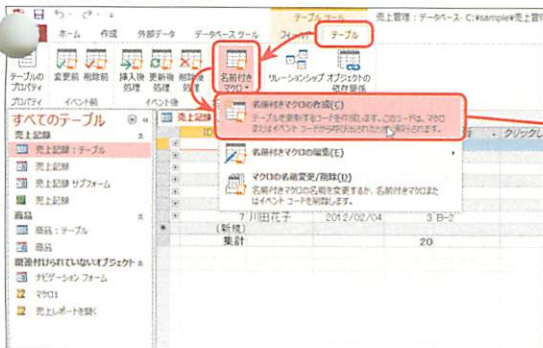 テーブル ツール
売上管理 : データベース- C:¥sample¥売上管理
ホーム 作成 外部データ データベース ツール フィールド テーブル
テーブルの プロパティ
変更前 削除前
挿入後 処理 更新後 処理 削除後 処理
名前付き マクロ
リレーションシップ オブジェクトの 依存関係
プロパティ イベント前 イベント後
すべてのテーブル
売上記録
売上記録 : テーブル
売上記録
売上記録 サブフォーム
売上記録
商品
商品 : テーブル
商品
関連付けられていないオブジェクト
ナビゲーション フォーム
マクロ1
売上レポートを開く
売上記録
ID
クリックし
名前付きマクロの作成(C)
テーブルを更新するコードを作成します。このコードは、マクロ
またはイベント コードから呼び出されたときに実行されます。
名前付きマクロの編集(E)
マクロの名前変更/削除(D)
名前付きマクロの名前を変更するか、名前付きマクロまた
はイベント コードを削除します。
7 川田花子 2012/02/04 3 B-2
(新規)
集計 20